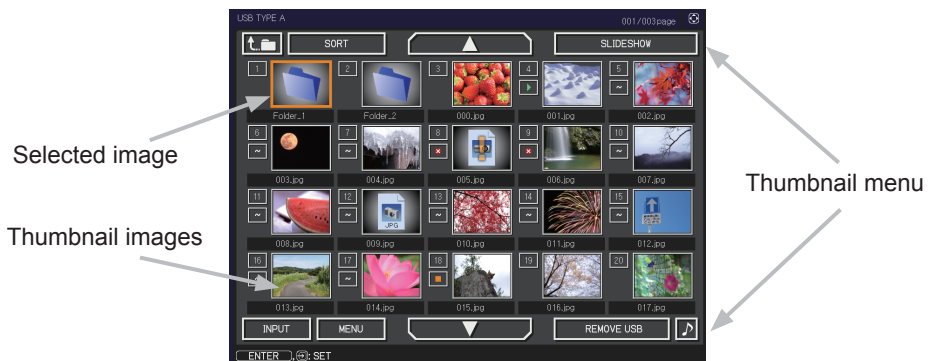 USB TYPE A 001/003page
SORT SLIDESHOW
1 2 3 4 5
Folder_1 Folder_2 000.jpg 001.jpg 002.jpg
Selected image
6 7 8 9 10
003.jpg 004.jpg 005.jpg 006.jpg 007.jpg
Thumbnail menu
11 12 13 14 15
JPG
Thumbnail images
008.jpg 009.jpg 010.jpg 011.jpg 012.jpg
16 17 18 19 20
013.jpg 014.jpg 015.jpg 016.jpg 017.jpg
INPUT MENU REMOVE USB
ENTER , : SET